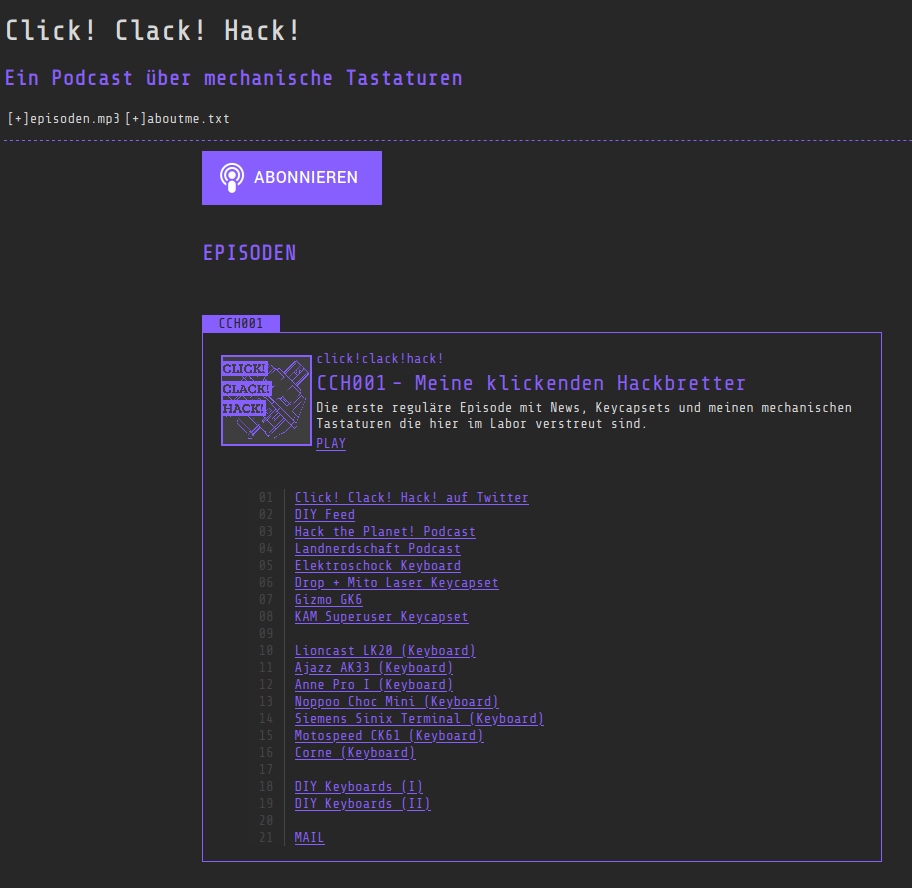 Click! Clack! Hack!
Ein Podcast über mechanische Tastaturen
[+]episoden.mp3 [+]aboutme.txt
ABONNIEREN
EPISODEN
CCH001
CLICK!
CLACK!
HACK!
click!clack!hack!
CCH001 - Meine klickenden Hackbretter
Die erste reguläre Episode mit News, Keycapsets und meinen mechanischen
Tastaturen die hier im Labor verstreut sind.
PLAY
01 Click! Clack! Hack! auf Twitter
02 DIY Feed
03 Hack the Planet! Podcast
04 Landnerdschaft Podcast
05 Elektroschock Keyboard
06 Drop + Mito Laser Keycapset
07 Gizmo GK6
08 KAM Superuser Keycapset
09
10 Lioncast LK20 (Keyboard)
11 Ajazz AK33 (Keyboard)
12 Anne Pro I (Keyboard)
13 Noppoo Choc Mini (Keyboard)
14 Siemens Sinix Terminal (Keyboard)
15 Motospeed CK61 (Keyboard)
16 Corne (Keyboard)
17
18 DIY Keyboards (I)
19 DIY Keyboards (II)
20
21 MAIL